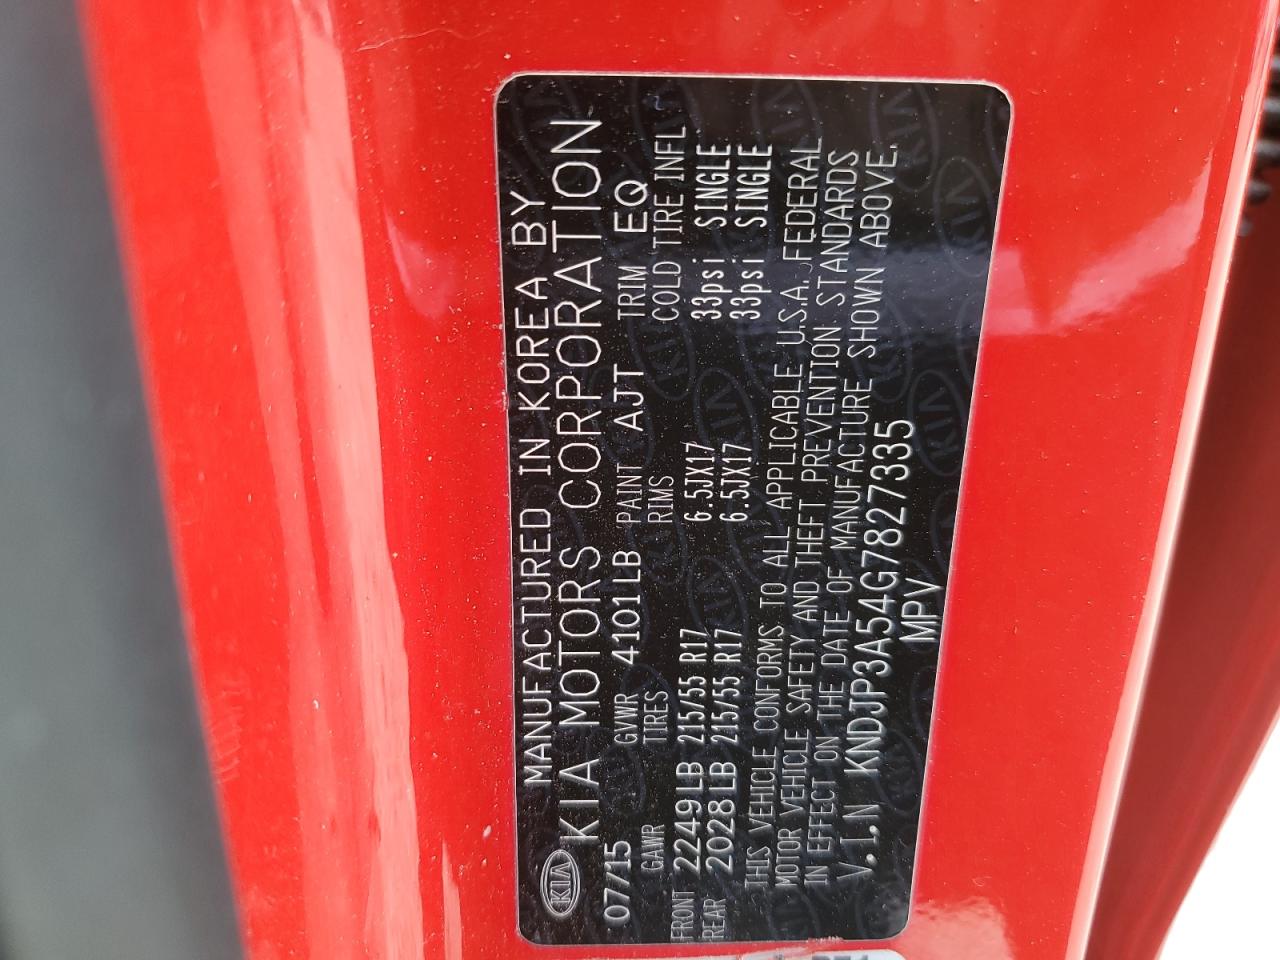 KIA
MANUFACTURED IN KOREA BY
KIA MOTORS CORPORATION
07/15 GVWR 4101LB PAINT AJT TRIM EQ
GAWR TIRES RIMS COLD TIRE INFL
FRONT 2249LB 215/55 R17 6.5JX17 33psi SINGLE
REAR 2028LB 215/55 R17 6.5JX17 33psi SINGLE
THIS VEHICLE CONFORMS TO ALL APPLICABLE U.S.A. FEDERAL
MOTOR VEHICLE SAFETY AND THEFT PREVENTION STANDARDS
IN EFFECT ON THE DATE OF MANUFACTURE SHOWN ABOVE.
V.I.N KNDJP3A54G7827335
MPV